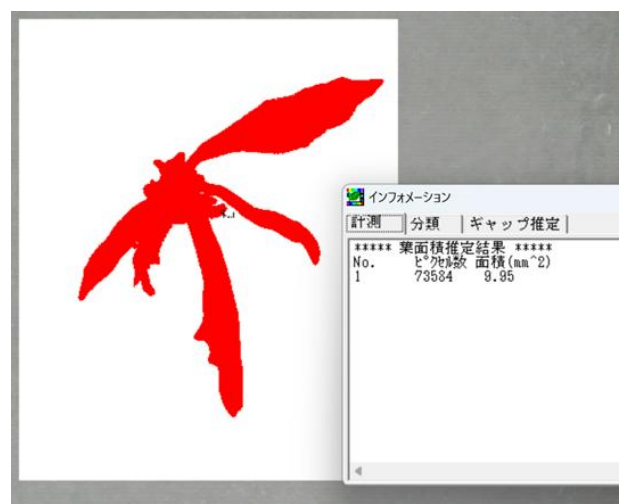 インフォメーション
計測 分類 ギャップ推定
***** 葉面積推定結果 *****
No. ピクセル数 面積(mm^2)
1 73584 9.95